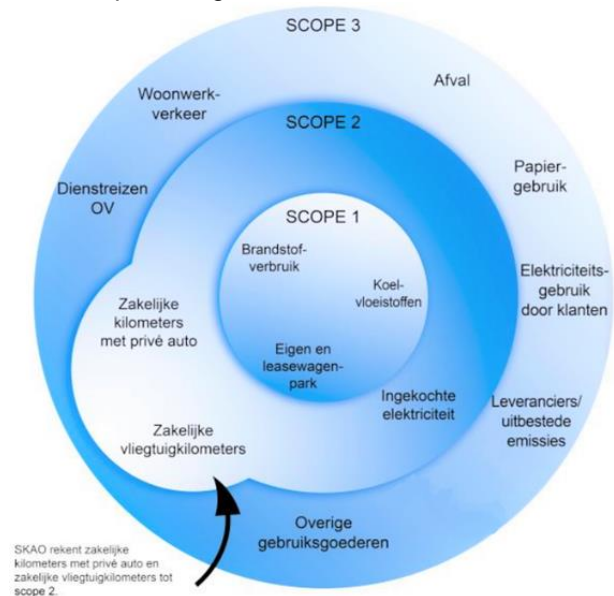 SCOPE 3
Afval
Woonwerk-
verkeer
SCOPE 2
Papier-
gebruik
Dienstreizen
OV
SCOPE 1
Brandstof-
verbruik
Koel-
vloeistoffen
Elektriciteits-
gebruik
door klanten
Zakelijke
kilometers
met privé auto
Eigen en
leasewagen-
park
Ingekochte
elektriciteit
Leveranciers/
uitbestede
emissies
Zakelijke
vliegtuigkilometers
Overige
gebruiksgoederen
SKAO rekent zakelijke
kilometers met privé auto en
zakelijke vliegtuigkilometers tot
scope 2.